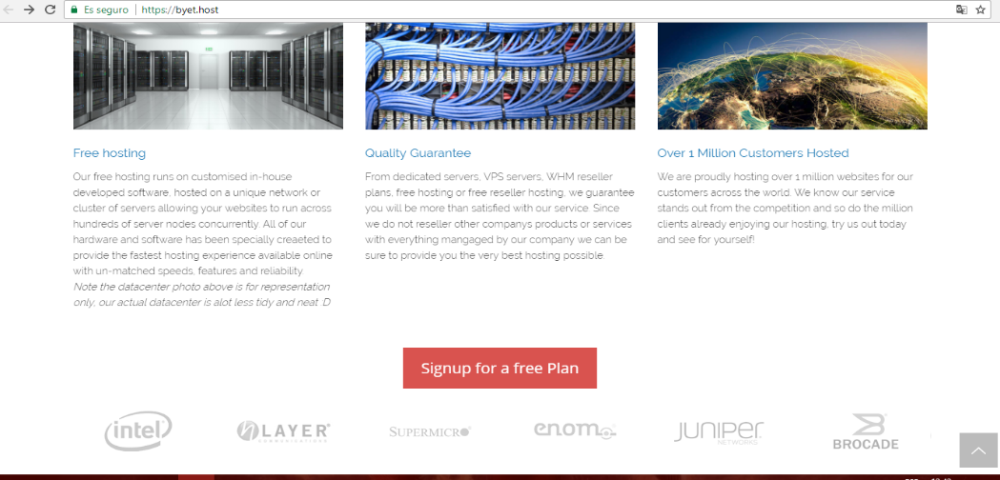 Es seguro | https://byet.host
Free hosting
Our free hosting runs on customised in-house
developed software, hosted on a unique network or
cluster of servers allowing your websites to run across
hundreds of server nodes concurrently. All of our
hardware and software has been specially creaeted to
provide the fastest hosting experience available online
with un-matched speeds, features and reliability
Note the datacenter photo above is for representation
only, our actual datacenter is alot less tidy and neat :D
Quality Guarantee
From dedicated servers, VPS servers, WHM reseller
plans, free hosting or free reseller hosting, we guarantee
you will be more than satisfied with our service. Since
we do not reseller other companys products or services
with everything mangaged by our company we can be
sure to provide you the very best hosting possible.
Over 1 Million Customers Hosted
We are proudly hosting over 1 million websites for our
customers across the world. We know our service
stands out from the competition and so do the million
clients already enjoying our hosting, try us out today
and see for yourself!
Signup for a free Plan
intel
LAYER
COMMUNICATIONS
SUPERMICRO
enom
JUNIPER
NETWORKS
BROCADE